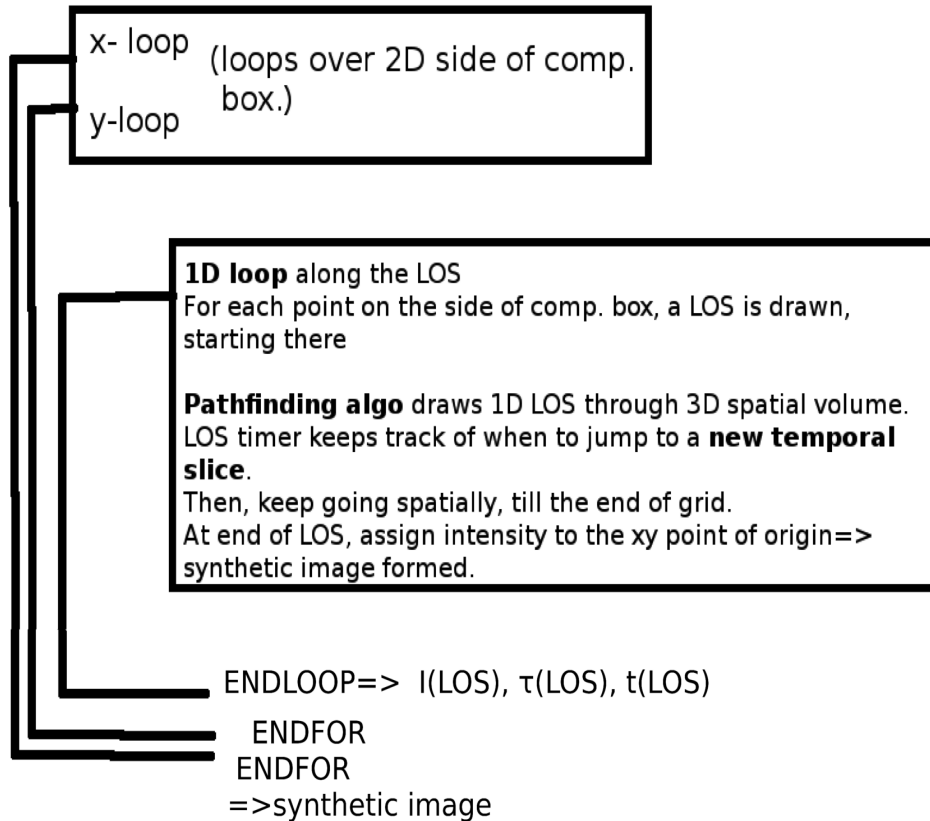 x- loop
(loops over 2D side of comp.
box.)
y-loop
1D loop along the LOS
For each point on the side of comp. box, a LOS is drawn,
starting there
Pathfinding algo draws 1D LOS through 3D spatial volume.
LOS timer keeps track of when to jump to a new temporal
slice.
Then, keep going spatially, till the end of grid.
At end of LOS, assign intensity to the xy point of origin=>
synthetic image formed.
ENDLOOP=> I(LOS), τ(LOS), t(LOS)
ENDFOR
ENDFOR
=>synthetic image